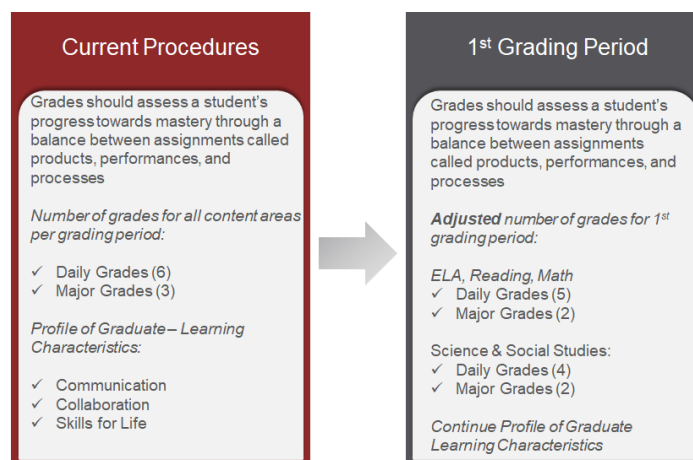 Current Procedures
Grades should assess a student's
progress towards mastery through a
balance between assignments called
products, performances, and
processes
Number of grades for all content areas
per grading period:
✓ Daily Grades (6)
✓ Major Grades (3)
Profile of Graduate – Learning
Characteristics:
✓ Communication
✓ Collaboration
✓ Skills for Life
1st Grading Period
Grades should assess a student's
progress towards mastery through a
balance between assignments
called products, performances, and
processes
Adjusted number of grades for 1st
grading period:
ELA, Reading, Math
✓ Daily Grades (5)
✓ Major Grades (2)
Science & Social Studies:
✓ Daily Grades (4)
✓ Major Grades (2)
Continue Profile of Graduate
Learning Characteristics